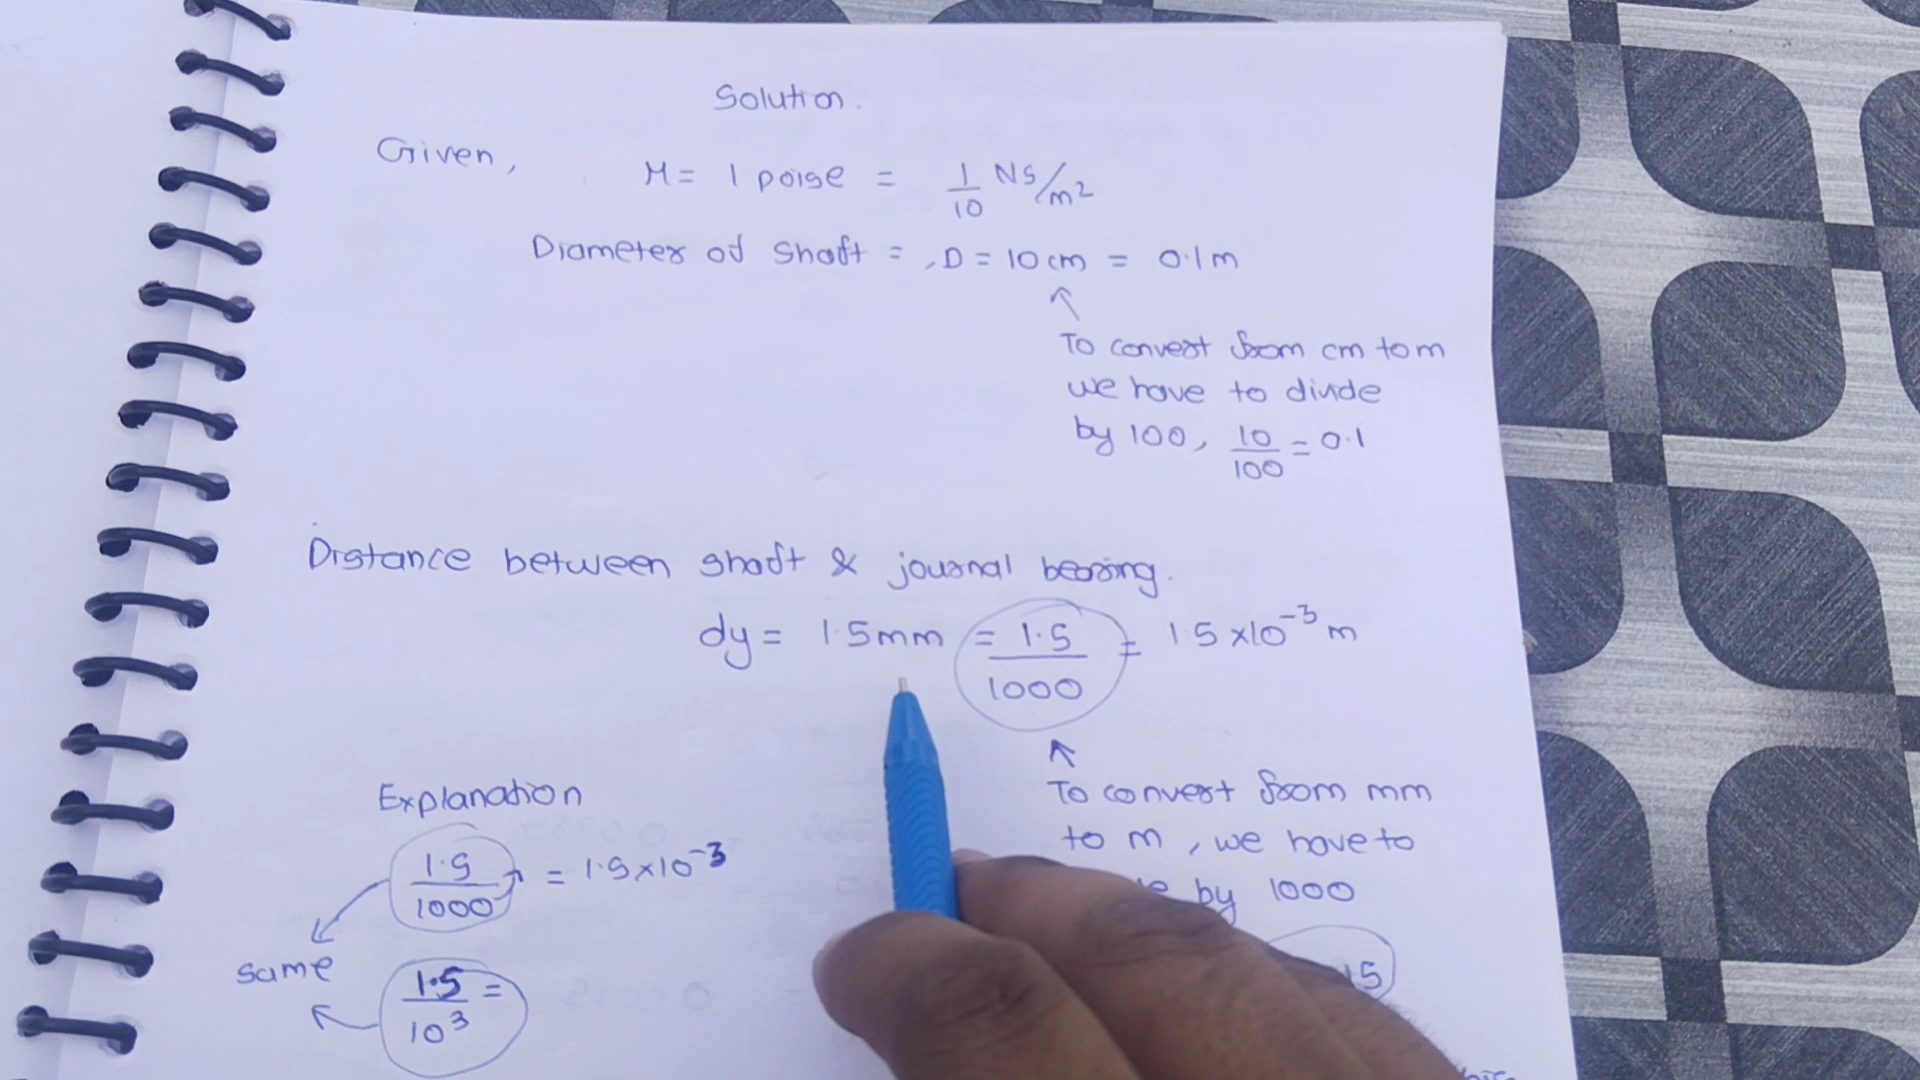 Solution.
Given,
M = 1 poise = 1/10 Ns/m²
Diameter of Shaft = , D = 10 cm = 0.1 m
To convert from cm to m
we have to divide
by 100, 10/100 = 0.1
Distance between shaft & journal bearing.
dy = 1.5 mm = 1.5/1000 = 1.5 x 10⁻³ m
To convert from mm
to m, we have to
by 1000
Explanation
1.5/1000 = 1.5 x 10⁻³
same
1.5/10³ =